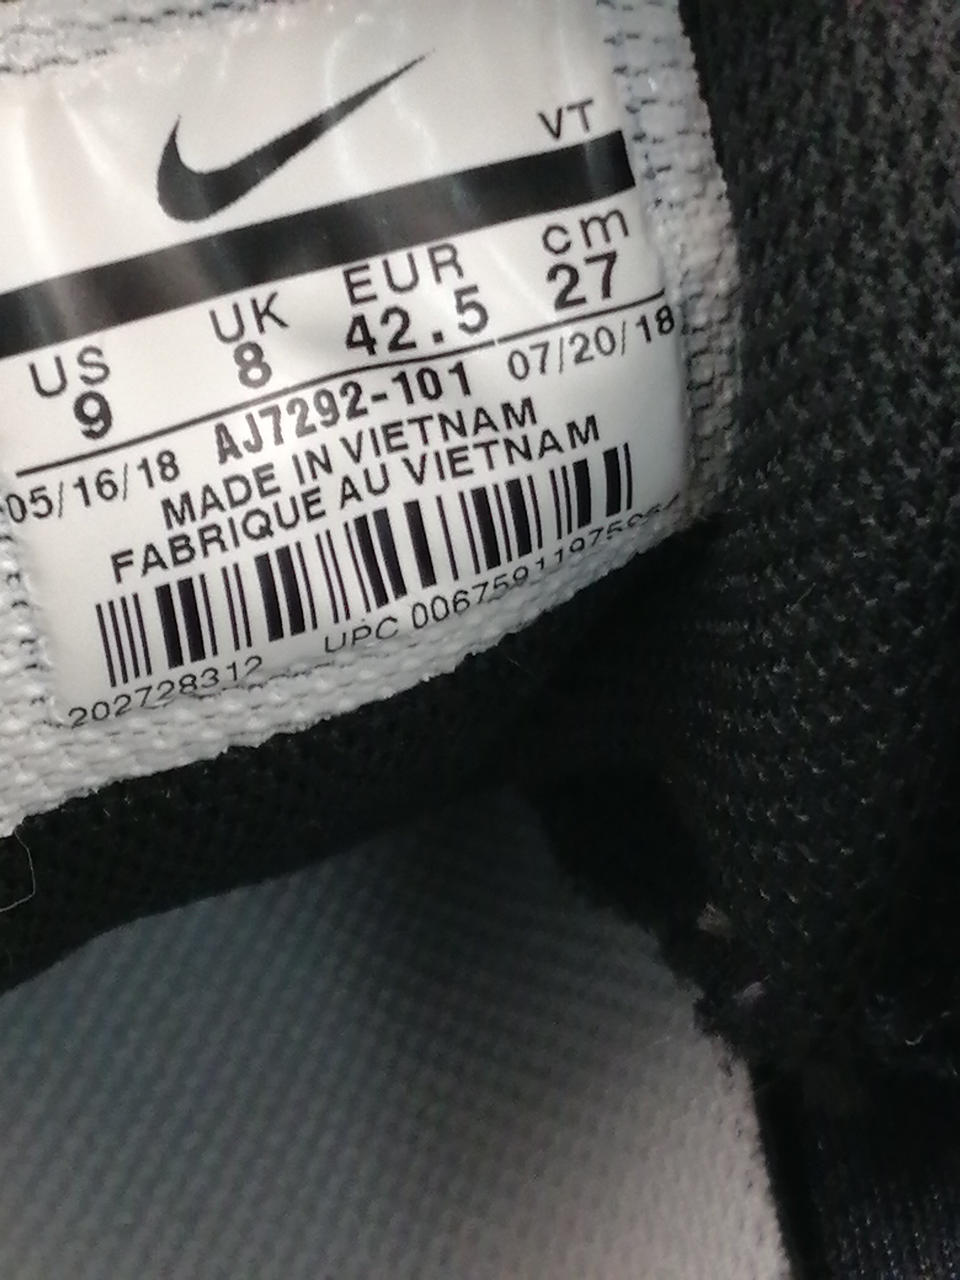 VT
US UK EUR cm
9 8 42.5 27
05/16/18 AJ7292-101 07/20/18
MADE IN VIETNAM
FABRIQUE AU VIETNAM
202728312 UPC